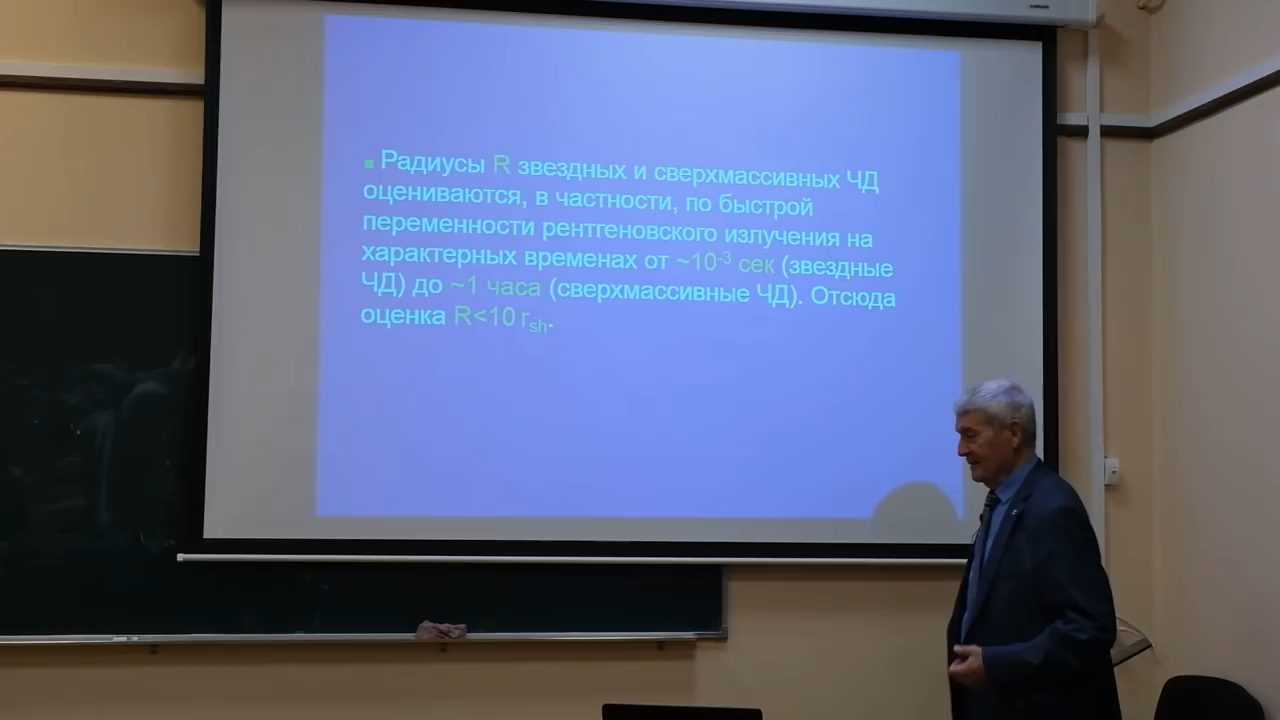 Радиусы R звездных и сверхмассивных ЧД
оцениваются, в частности, по быстрой
переменности рентгеновского излучения на
характерных временах от ~10⁻³ сек (звездные
ЧД) до ~1 часа (сверхмассивные ЧД). Отсюда
оценка R<10 rsh.